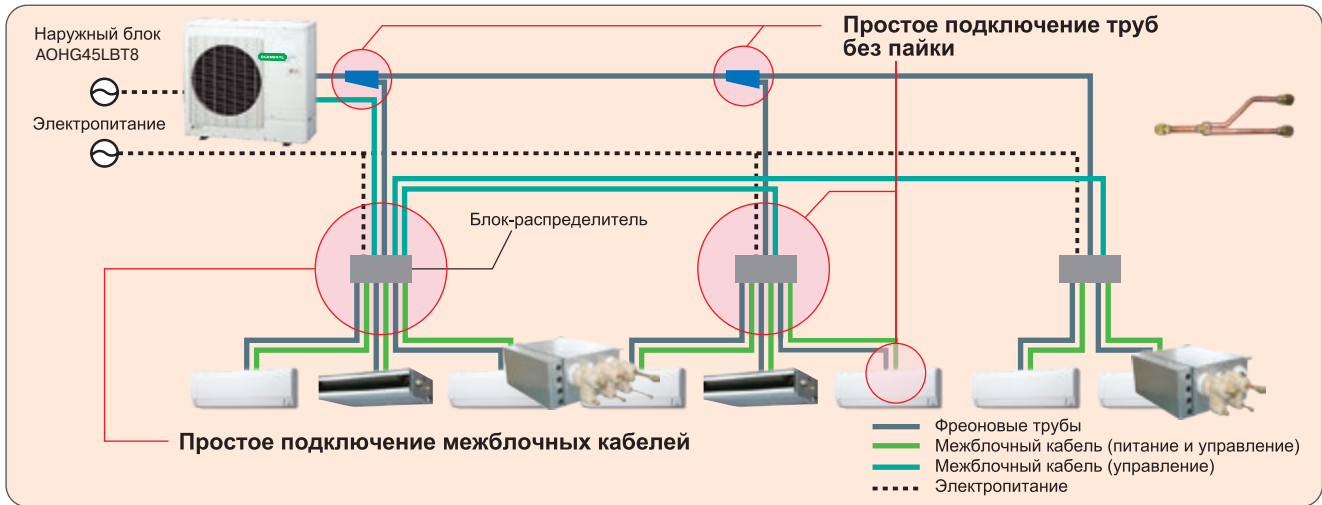 Наружный блок
AOHG45LBT8
Электропитание
Простое подключение труб
без пайки
Блок-распределитель
Простое подключение межблочных кабелей
Фреоновые трубы
Межблочный кабель (питание и управление)
Межблочный кабель (управление)
Электропитание